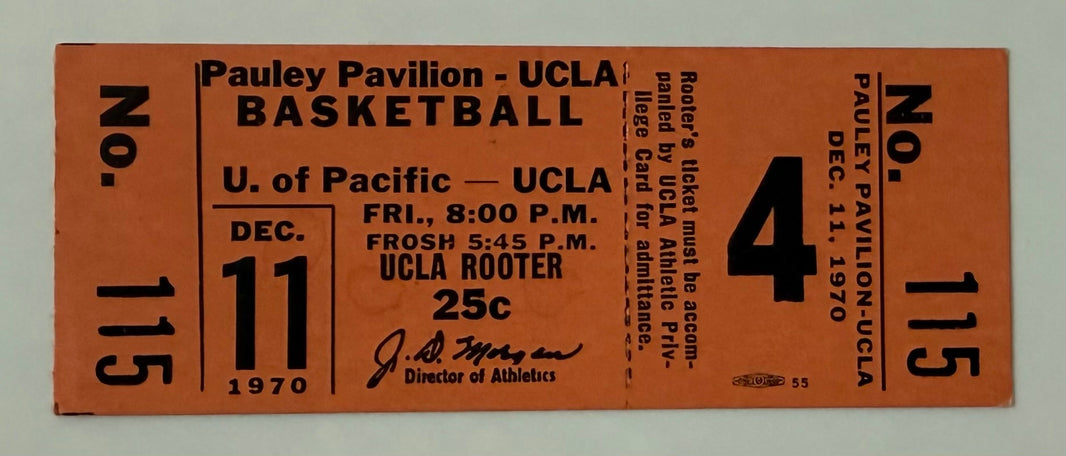 No. 115
Pauley Pavilion - UCLA
BASKETBALL
U. of Pacific — UCLA
FRI., 8:00 P.M.
FROSH 5:45 P.M.
UCLA ROOTER
25c
DEC.
11
1970
J. D. Morgan
Director of Athletics
Rooter's ticket must be accom-
panied by UCLA Athletic Priv-
ilege Card for admittance.
4
55
PAULEY PAVILION-UCLA
DEC. 11, 1970
No. 115